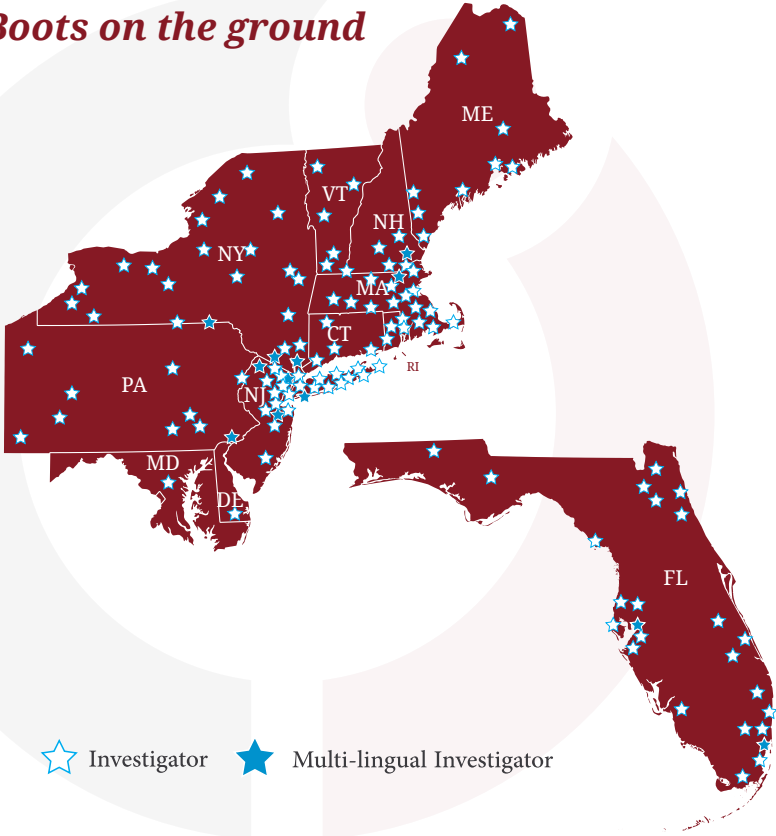 Boots on the ground
ME
VT
NH
NY
MA
CT
RI
PA
NJ
MD
DE
FL
Investigator
Multi-lingual Investigator